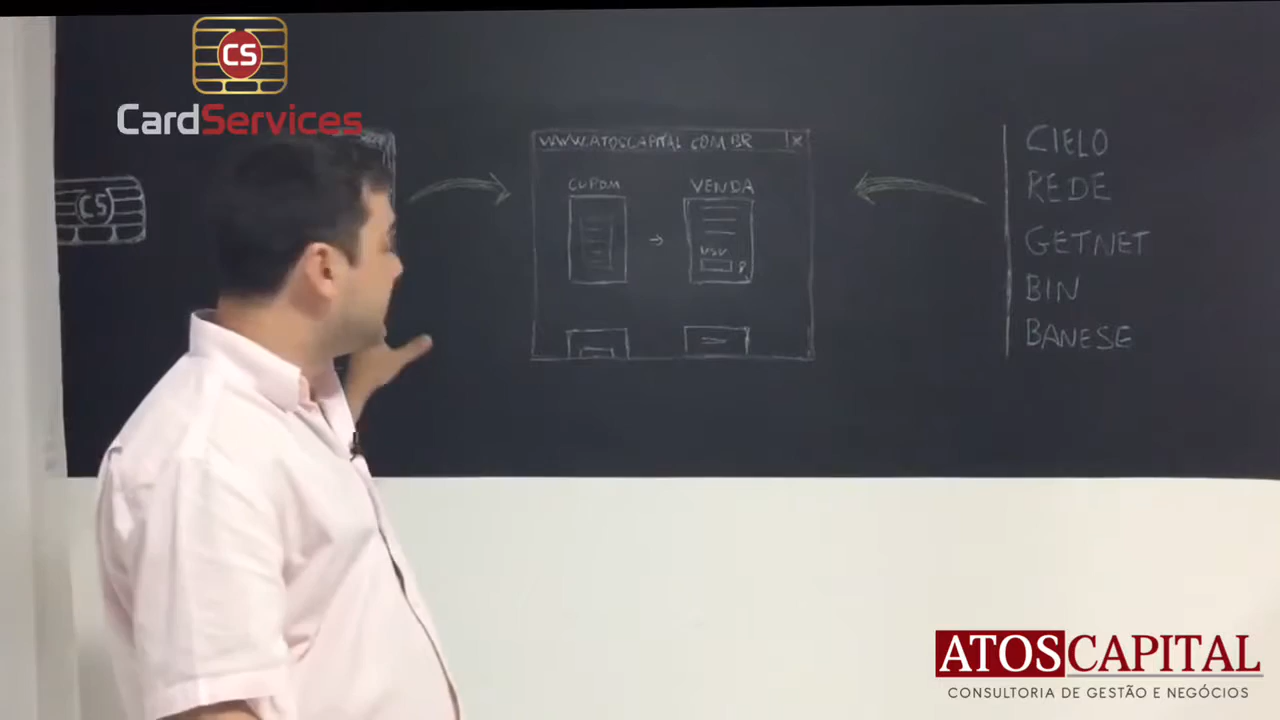 CS
CardServices
CS
WWW.ATOSCAPITAL.COM.BR X
CUPOM
VENDA
CIELO
REDE
GETNET
BIN
BANESE
ATOSCAPITAL
CONSULTORIA DE GESTÃO E NEGÓCIOS